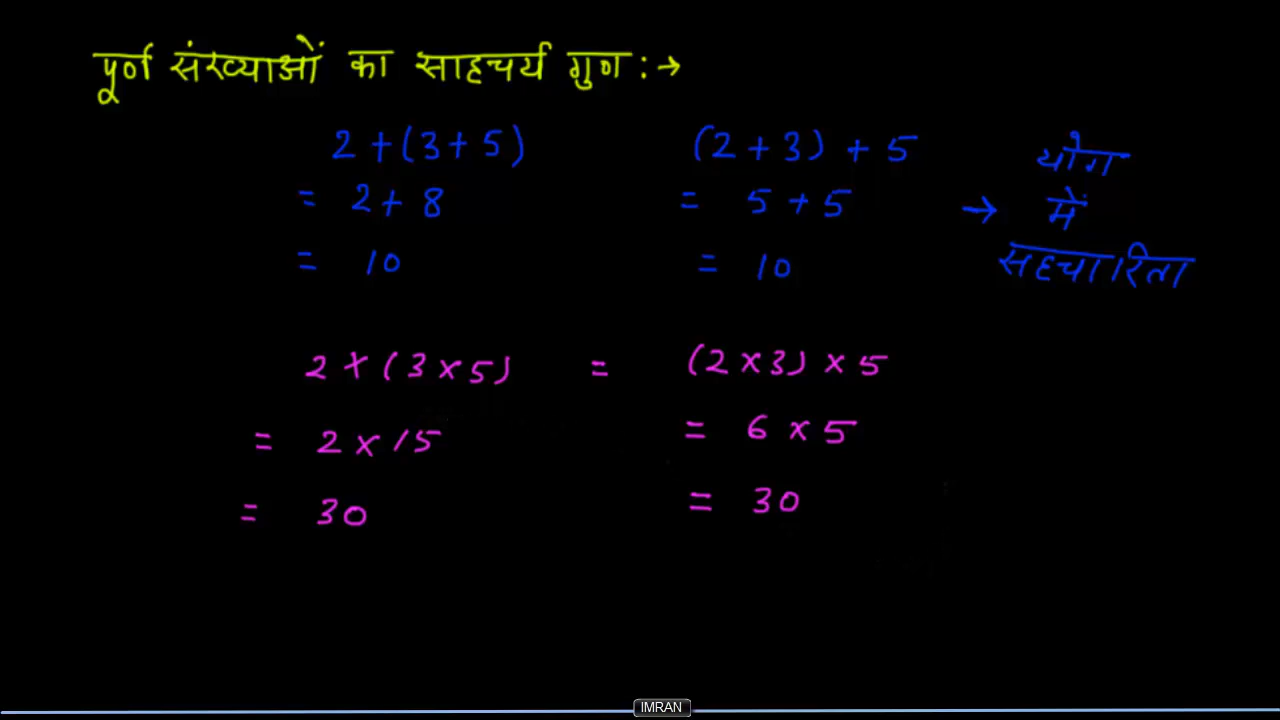 पूर्ण संख्याओं का साहचर्य गुण :→
2 + (3 + 5)
= 2 + 8
= 10
(2 + 3) + 5
= 5 + 5
= 10
→ योग
में
सहचारिता
2 × (3 × 5) = (2 × 3) × 5
= 2 × 15
= 30
= 6 × 5
= 30
IMRAN